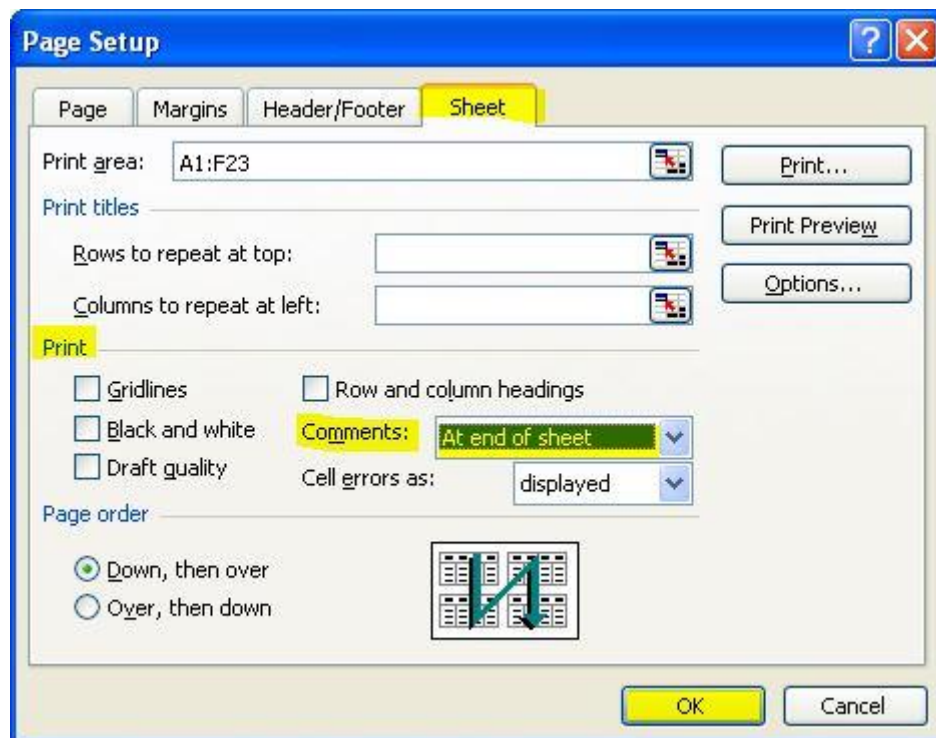 Page Setup
Page Margins Header/Footer Sheet
Print area: A1:F23 Print...
Print titles Print Preview
Rows to repeat at top:
Options...
Columns to repeat at left:
Print
Gridlines Row and column headings
Black and white Comments: At end of sheet
Draft quality Cell errors as: displayed
Page order
Down, then over
Over, then down
OK Cancel